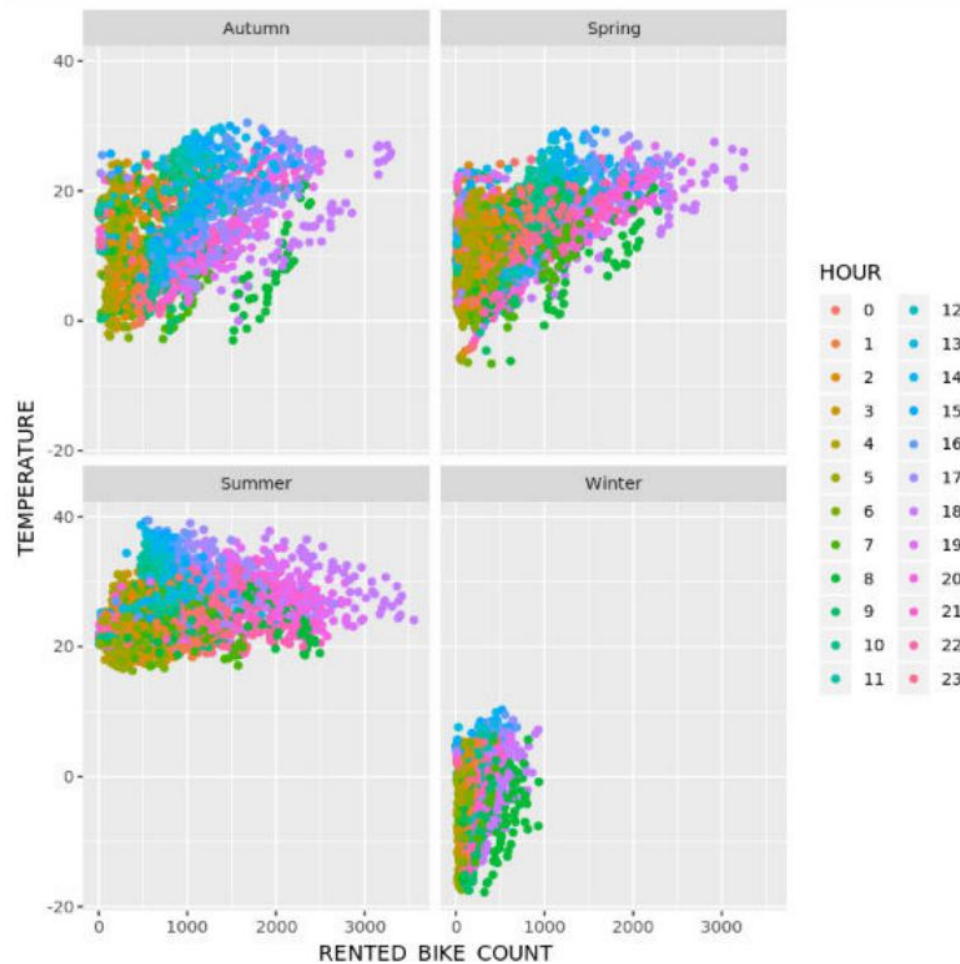 Autumn
Spring
40
20
0
-20
Summer
Winter
40
20
0
-20
0 1000 2000 3000
0 1000 2000 3000
TEMPERATURE
RENTED BIKE COUNT
HOUR
0 12
1 13
2 14
3 15
4 16
5 17
6 18
7 19
8 20
9 21
10 22
11 23